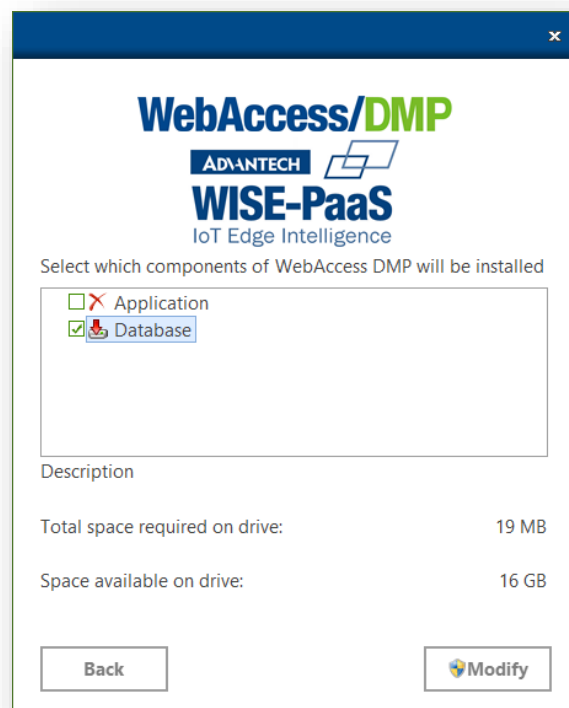 WebAccess/DMP
ADVANTECH
WISE-PaaS
IoT Edge Intelligence
Select which components of WebAccess DMP will be installed
Application
Database
Description
Total space required on drive: 19 MB
Space available on drive: 16 GB
Back Modify